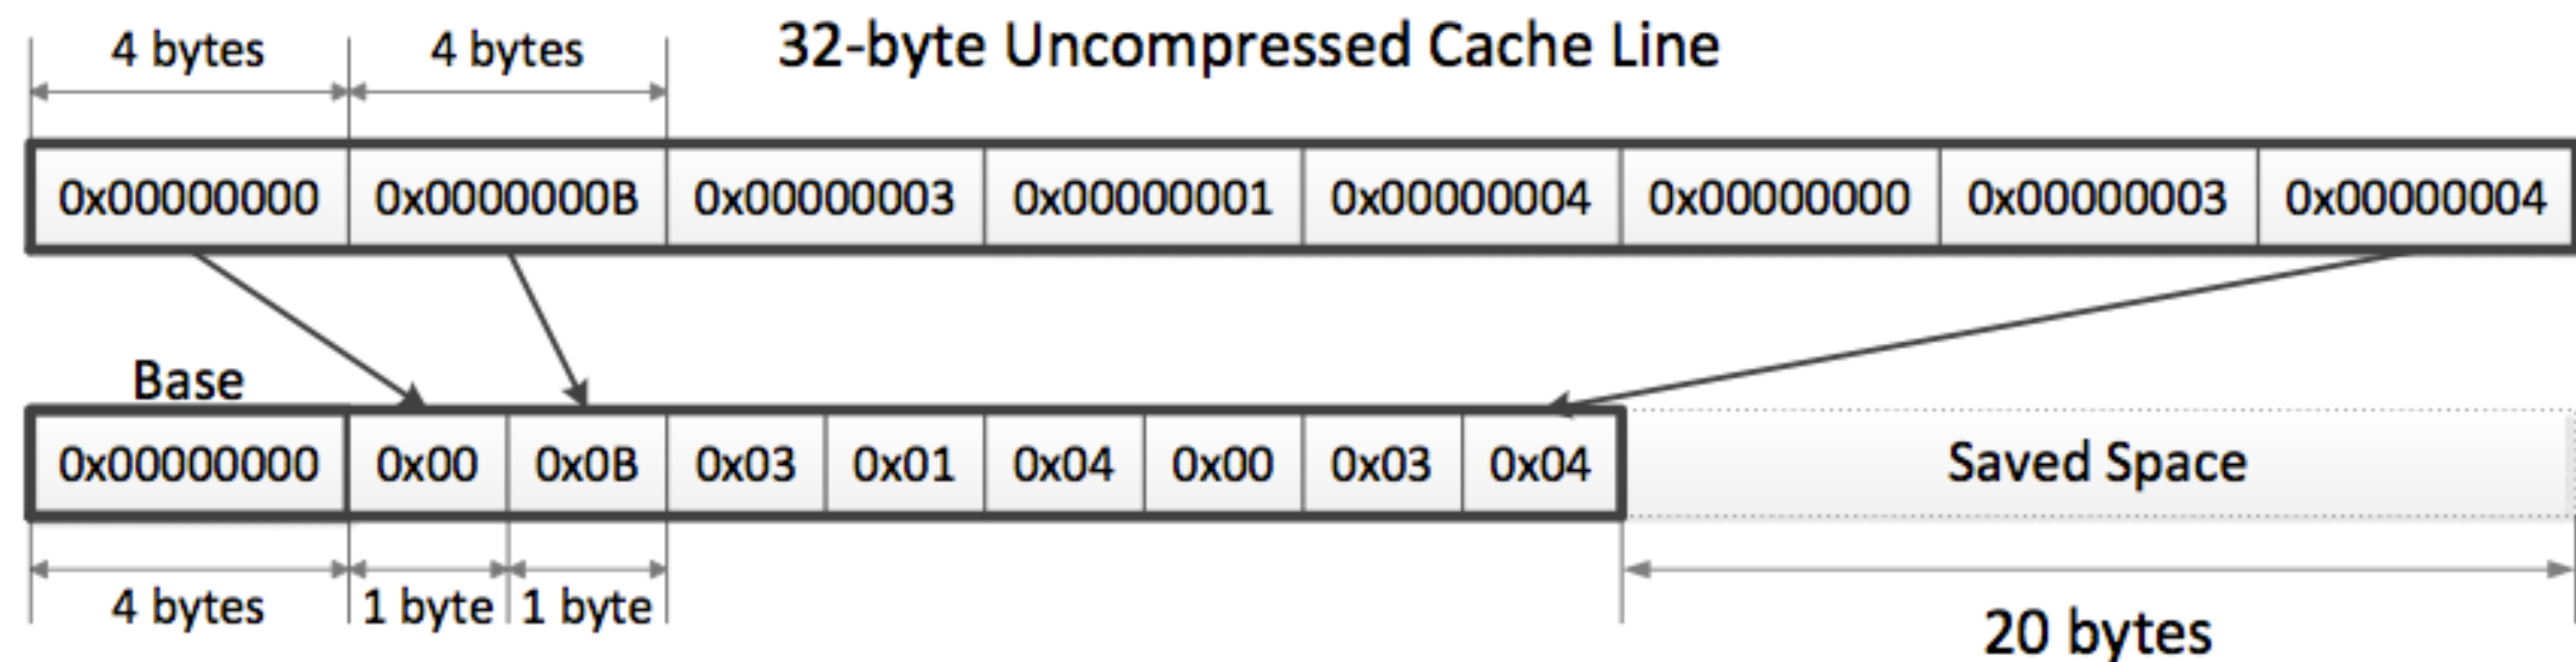 4 bytes 4 bytes 32-byte Uncompressed Cache Line
0x00000000 0x0000000B 0x00000003 0x00000001 0x00000004 0x00000000 0x00000003 0x00000004
Base
0x00000000 0x00 0x0B 0x03 0x01 0x04 0x00 0x03 0x04 Saved Space
4 bytes 1 byte 1 byte 20 bytes